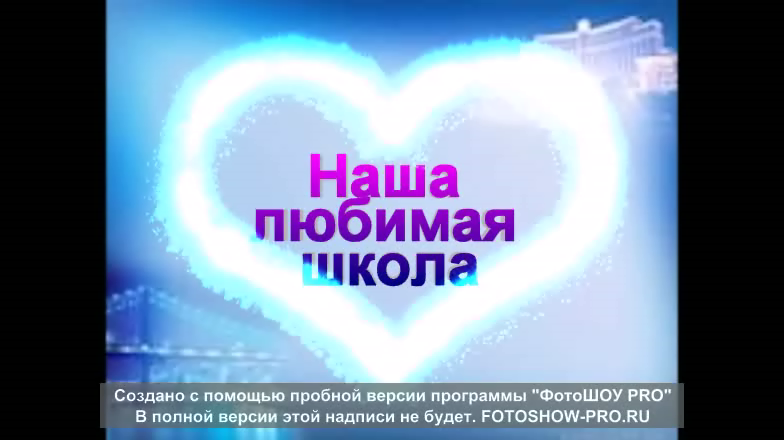 Наша
любимая
школа
Создано с помощью пробной версии программы "ФотоШОУ PRO"
В полной версии этой надписи не будет. FOTOSHOW-PRO.RU